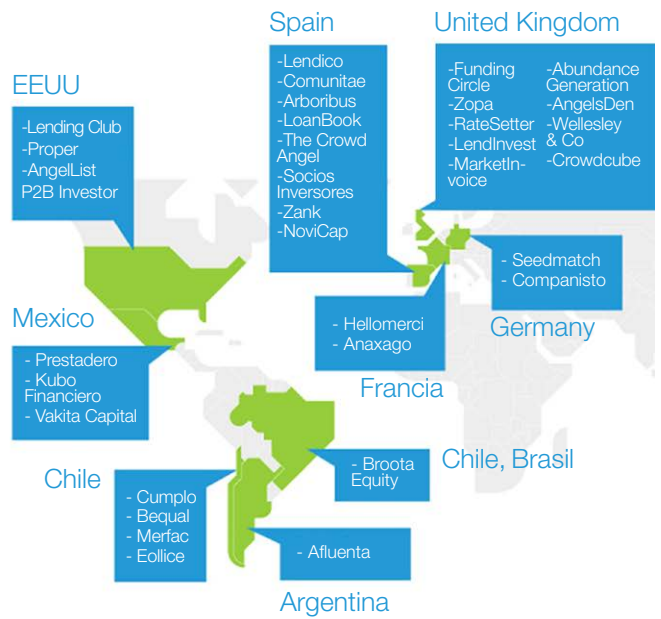 EEUU
-Lending Club
-Proper
-AngelList
P2B Investor
Spain
-Lendico
-Comunitae
-Arboribus
-LoanBook
-The Crowd
Angel
-Socios
Inversores
-Zank
-NoviCap
United Kingdom
-Funding
Circle
-Zopa
-RateSetter
-LendInvest
-MarketIn-
voice
-Abundance
Generation
-AngelsDen
-Wellesley
& Co
-Crowdcube
- Seedmatch
- Companisto
Germany
- Hellomerci
- Anaxago
Francia
Mexico
- Prestadero
- Kubo
Financiero
- Vakita Capital
Chile, Brasil
- Broota
Equity
Chile
- Cumplo
- Bequal
- Merfac
- Eollice
- Afluenta
Argentina